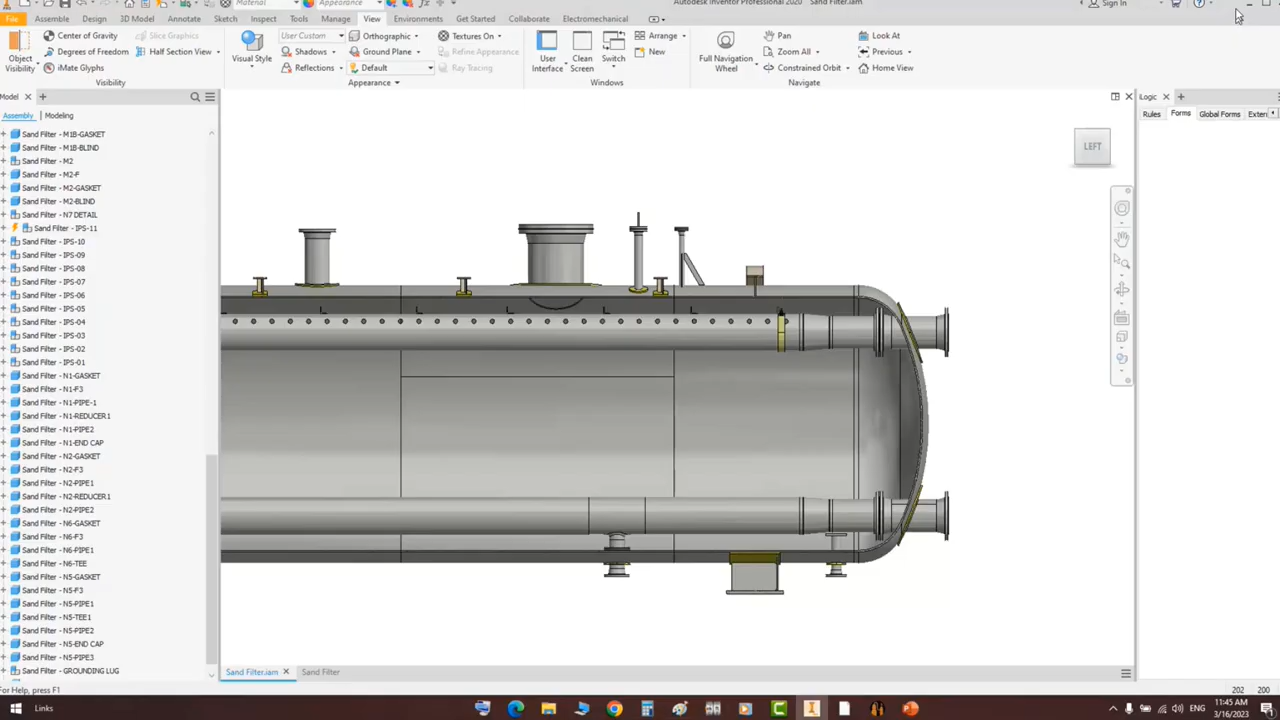 Material
Appearance
Autodesk Inventor Professional 2020
Sand Filter.iam
Sign In
File
Assemble
Design
3D Model
Annotate
Sketch
Inspect
Tools
Manage
View
Environments
Get Started
Collaborate
Electromechanical
Object
Visibility
Center of Gravity
Degrees of Freedom
iMate Glyphs
Slice Graphics
Half Section View
Visibility
Visual Style
User Custom
Shadows
Reflections
Orthographic
Ground Plane
Default
Textures On
Refine Appearance
Ray Tracing
Appearance
User
Interface
Clean
Screen
Switch
Arrange
New
Windows
Full Navigation
Wheel
Pan
Zoom All
Constrained Orbit
Look At
Previous
Home View
Navigate
Model
Assembly
Modeling
Sand Filter - M1B-GASKET
Sand Filter - M1B-BLIND
Sand Filter - M2
Sand Filter - M2-F
Sand Filter - M2-GASKET
Sand Filter - M2-BLIND
Sand Filter - N7 DETAIL
Sand Filter - IPS-11
Sand Filter - IPS-10
Sand Filter - IPS-09
Sand Filter - IPS-08
Sand Filter - IPS-07
Sand Filter - IPS-06
Sand Filter - IPS-05
Sand Filter - IPS-04
Sand Filter - IPS-03
Sand Filter - IPS-02
Sand Filter - IPS-01
Sand Filter - N1-GASKET
Sand Filter - N1-F3
Sand Filter - N1-PIPE-1
Sand Filter - N1-REDUCER1
Sand Filter - N1-PIPE2
Sand Filter - N1-END CAP
Sand Filter - N2-GASKET
Sand Filter - N2-F3
Sand Filter - N2-PIPE1
Sand Filter - N2-REDUCER1
Sand Filter - N2-PIPE2
Sand Filter - N6-GASKET
Sand Filter - N6-F3
Sand Filter - N6-PIPE1
Sand Filter - N6-TEE
Sand Filter - N5-GASKET
Sand Filter - N5-F3
Sand Filter - N5-PIPE1
Sand Filter - N5-TEE1
Sand Filter - N5-PIPE2
Sand Filter - N5-END CAP
Sand Filter - N5-PIPE3
Sand Filter - GROUNDING LUG
LEFT
iLogic
Rules
Forms
Global Forms
Exter
Sand Filter.iam
Sand Filter
For Help, press F1
202
200
Links
11:45 AM
3/16/2023